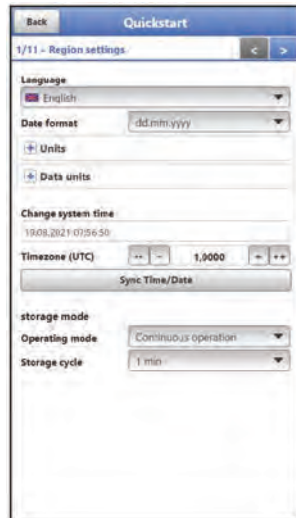 Back Quickstart
1/11 - Region settings < >
Language
English
Date format dd.mm.yyyy
+ Units
+ Data units
Change system time
19.08.2021 07:56:50
Timezone (UTC) -- - 1,0000 + ++
Sync Time/Date
storage mode
Operating mode Continuous operation
Storage cycle 1 min